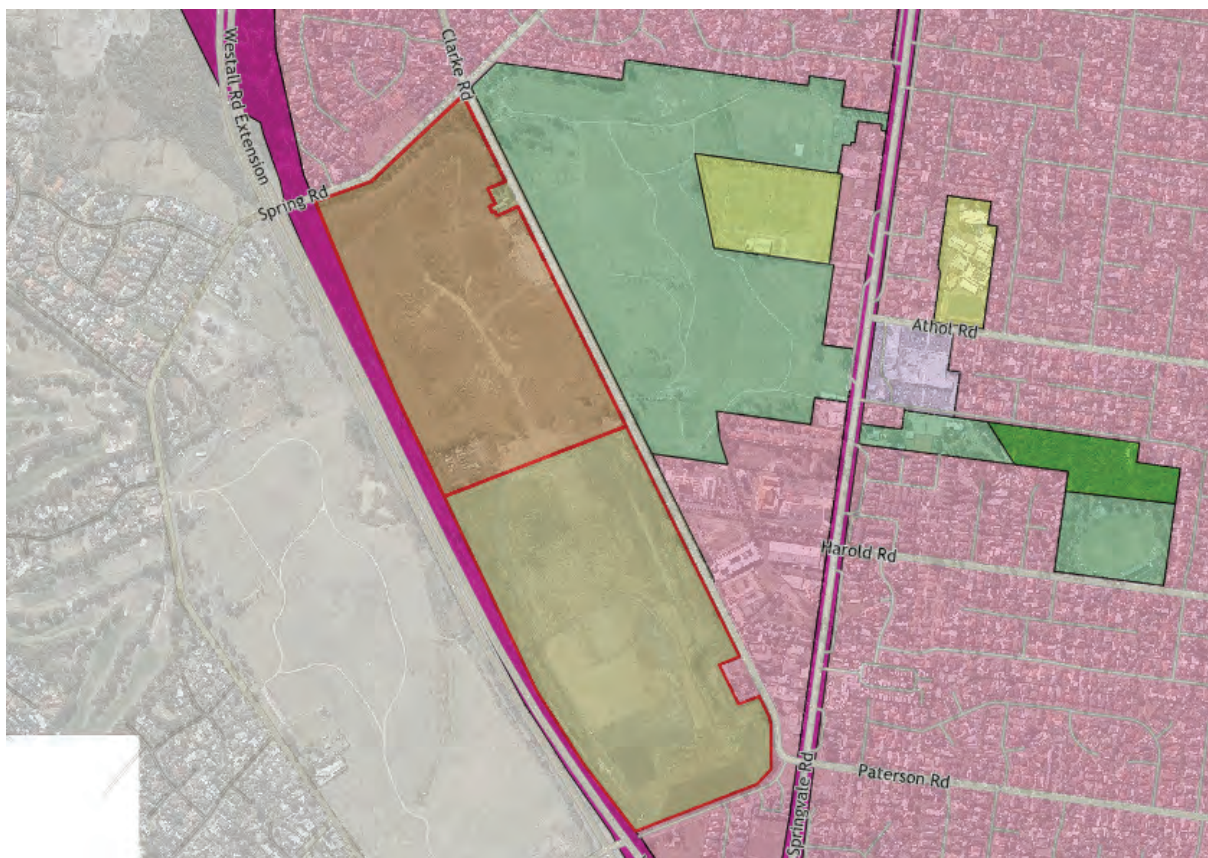 Westall Rd Extension
Clarke Rd
Spring Rd
Athol Rd
Harold Rd
Springvale Rd
Paterson Rd